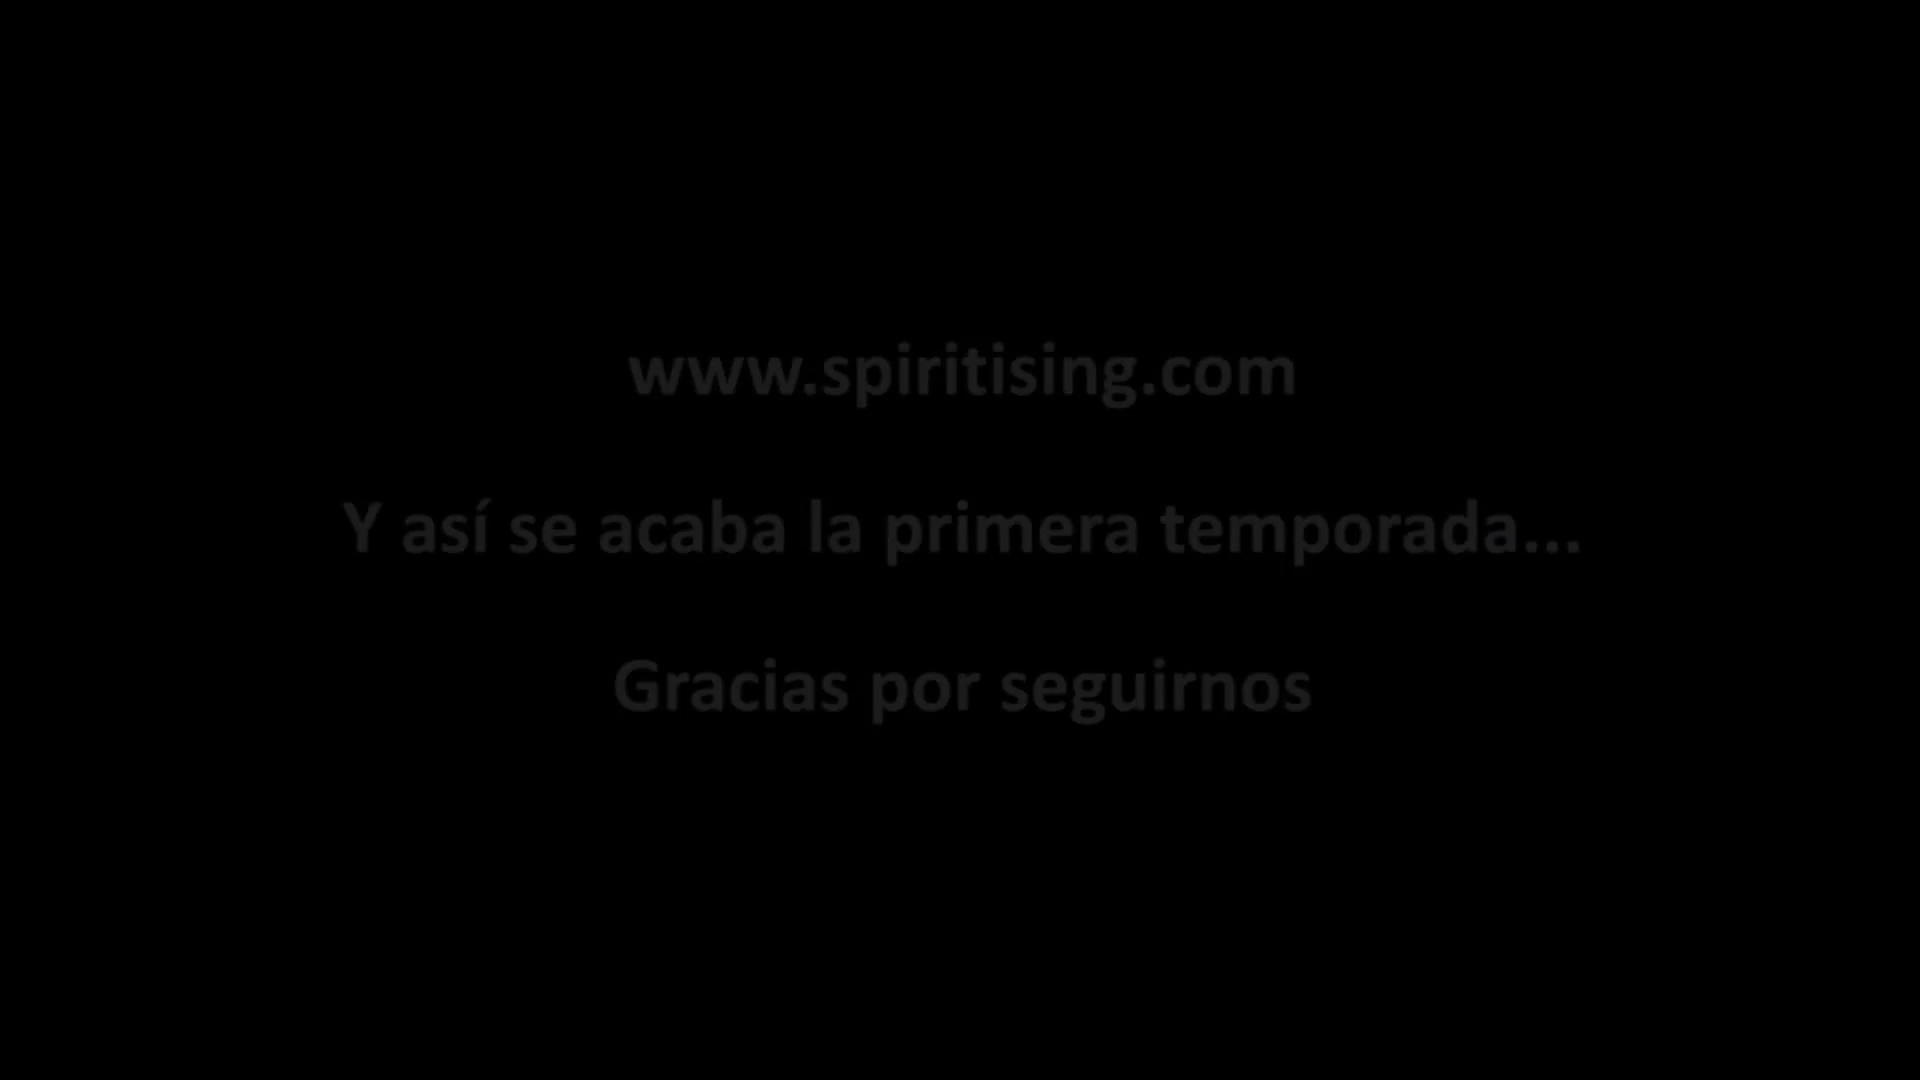 www.spiritising.com
Y así se acaba la primera temporada...
Gracias por seguirnos